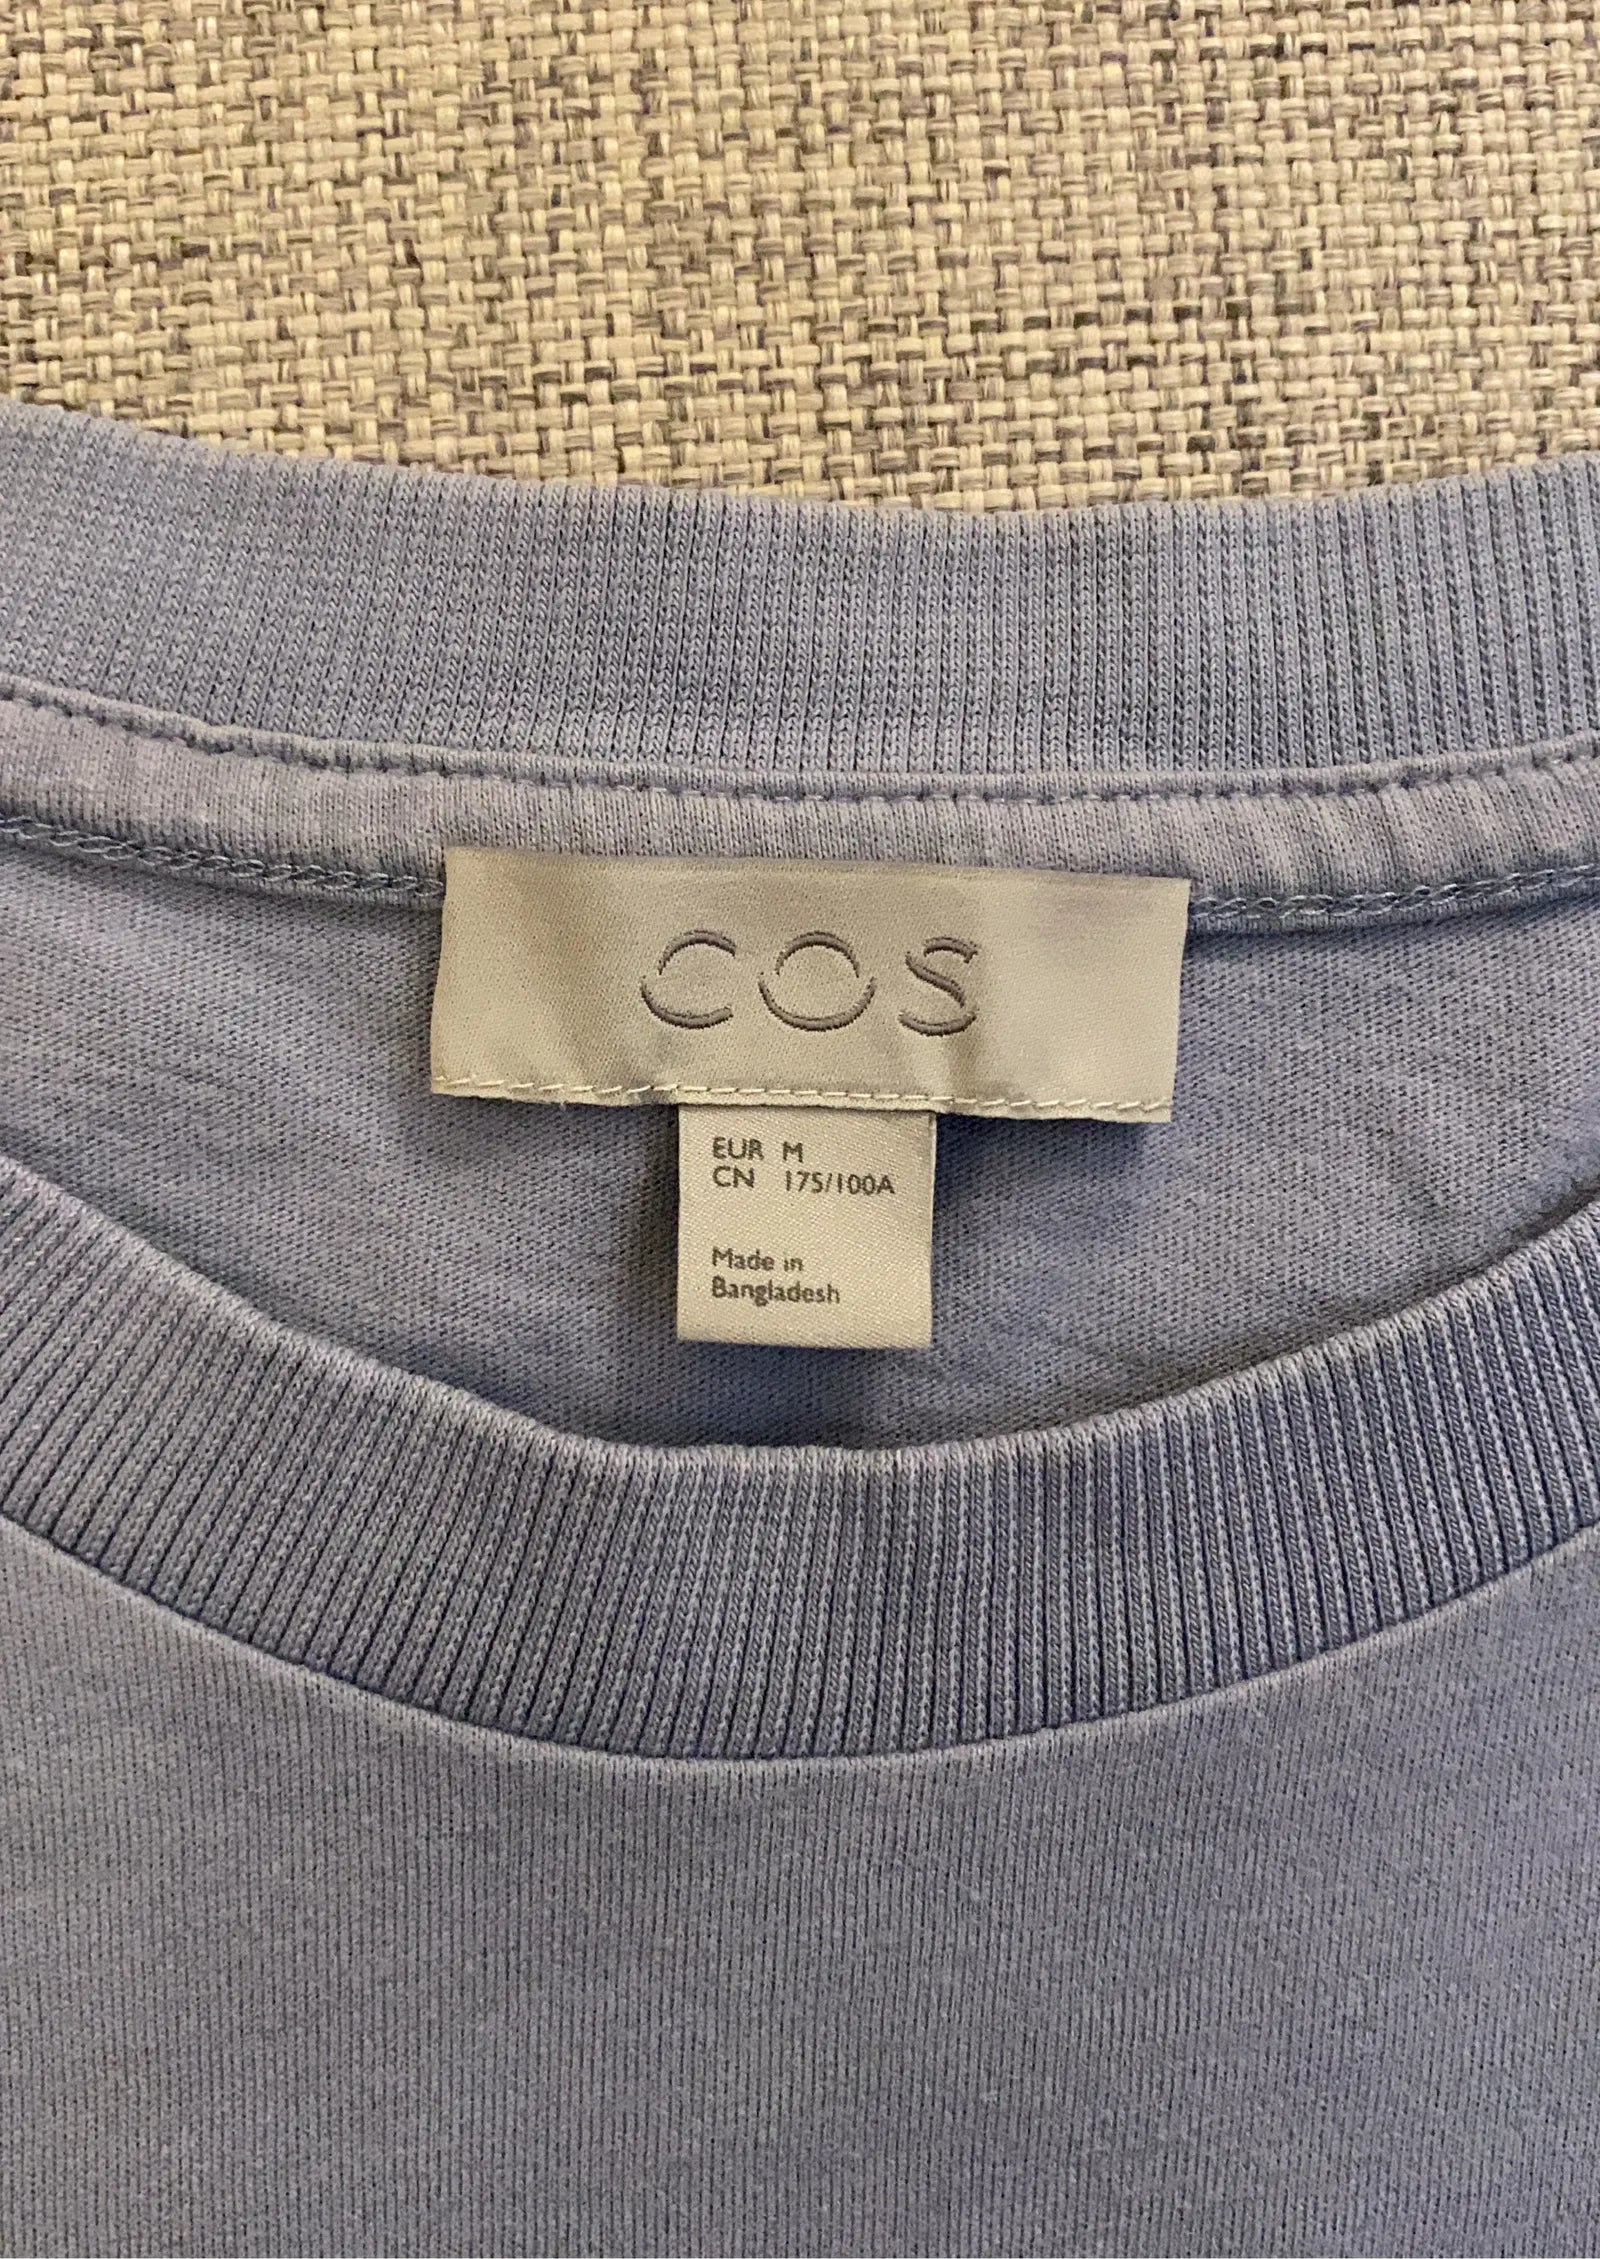 COS
EUR M
CN 175/100A
Made in
Bangladesh